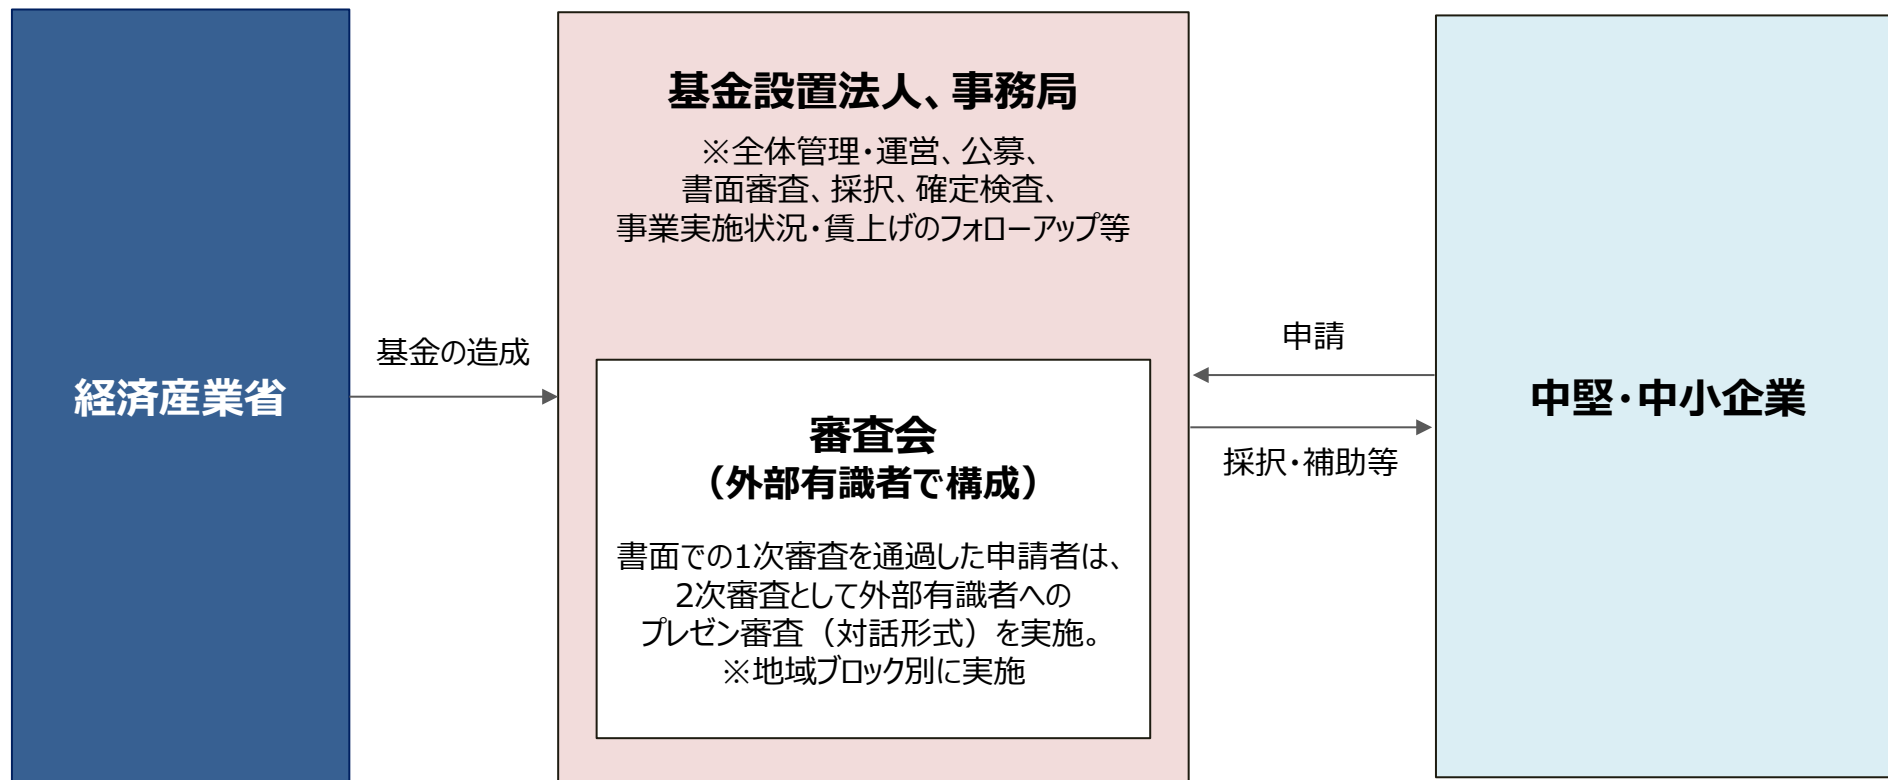 経済産業省
基金の造成
基金設置法人、事務局
※全体管理・運営、公募、
書面審査、採択、確定検査、
事業実施状況・賃上げのフォローアップ等
審査会
（外部有識者で構成）
書面での1次審査を通過した申請者は、
2次審査として外部有識者への
プレゼン審査（対話形式）を実施。
※地域ブロック別に実施
申請
採択・補助等
中堅・中小企業